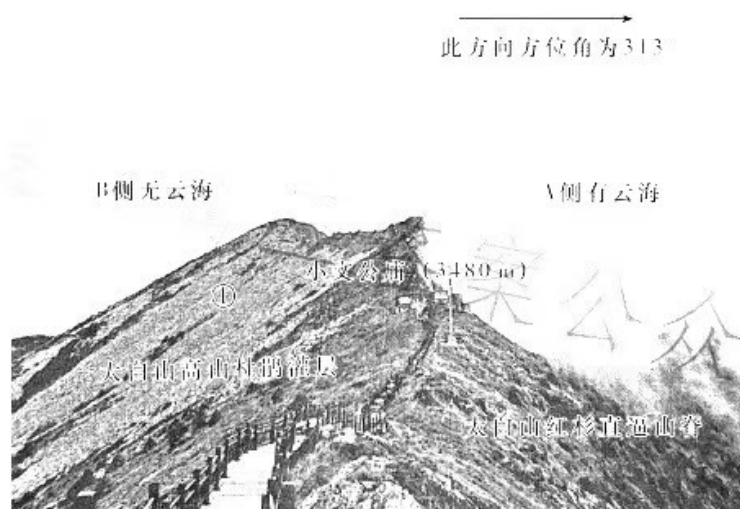 此方向方位角为313
B侧无云海
A侧有云海
小文公庙 (3480 m)
①
太白山高山杜鹃灌层
太白山红杉直逼山脊